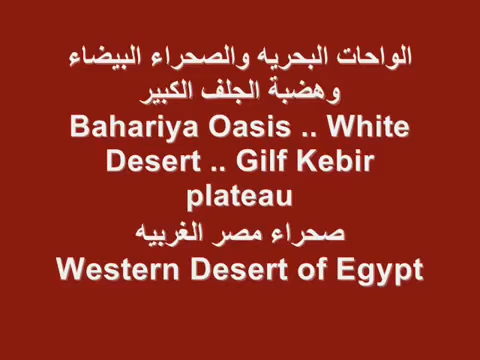 الواحات البحريه والصحراء البيضاء
وهضبة الجلف الكبير
Bahariya Oasis .. White
Desert .. Gilf Kebir
plateau
صحراء مصر الغربيه
Western Desert of Egypt